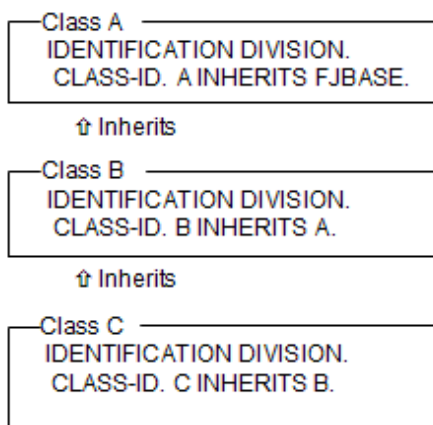 Class A
IDENTIFICATION DIVISION.
CLASS-ID. A INHERITS FJBASE.
⇧ Inherits
Class B
IDENTIFICATION DIVISION.
CLASS-ID. B INHERITS A.
⇧ Inherits
Class C
IDENTIFICATION DIVISION.
CLASS-ID. C INHERITS B.